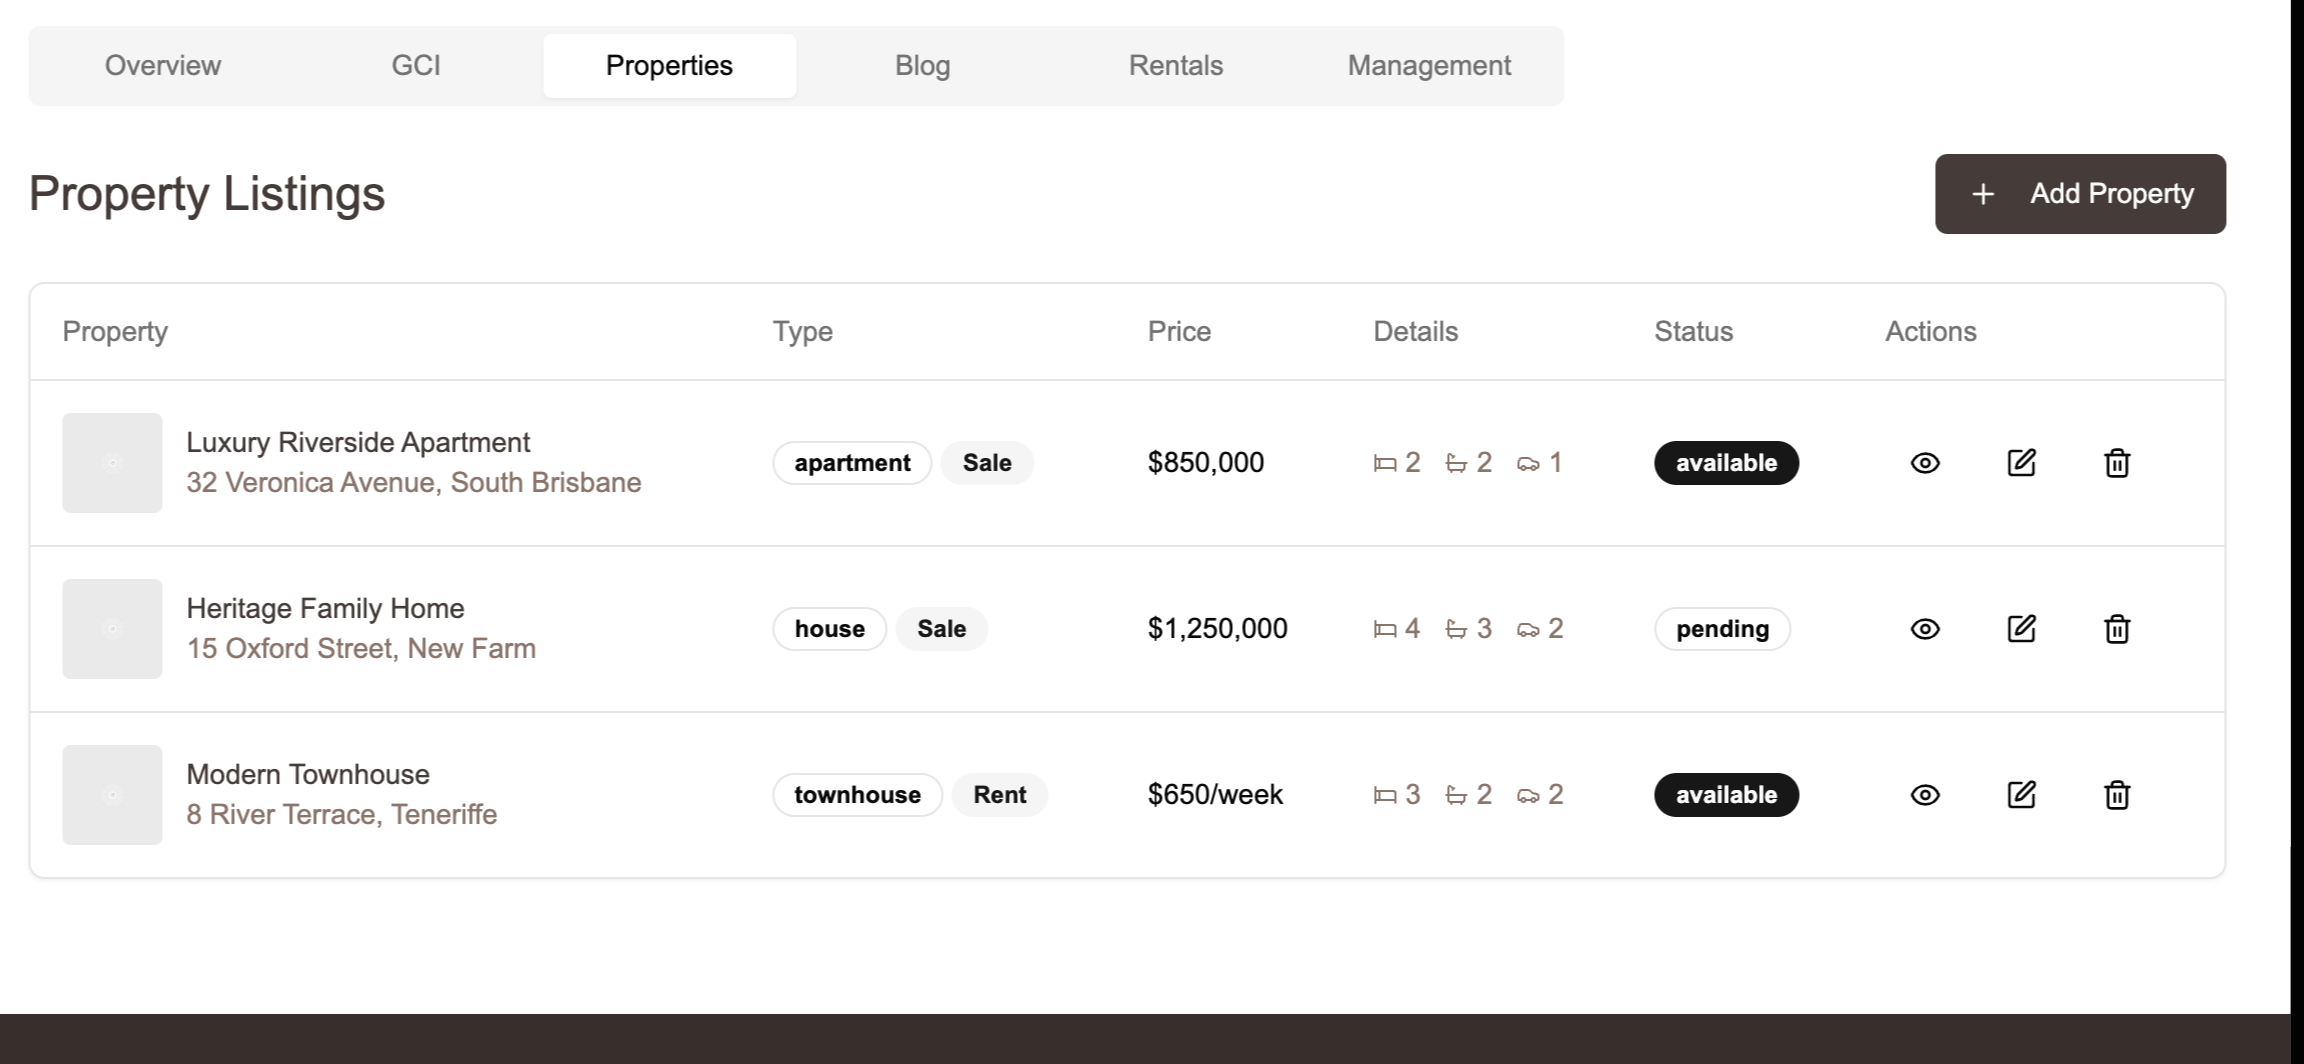 Overview GCI Properties Blog Rentals Management
Property Listings
+ Add Property
Property Type Price Details Status Actions
Luxury Riverside Apartment
32 Veronica Avenue, South Brisbane
apartment Sale $850,000 2 2 1 available
Heritage Family Home
15 Oxford Street, New Farm
house Sale $1,250,000 4 3 2 pending
Modern Townhouse
8 River Terrace, Teneriffe
townhouse Rent $650/week 3 2 2 available